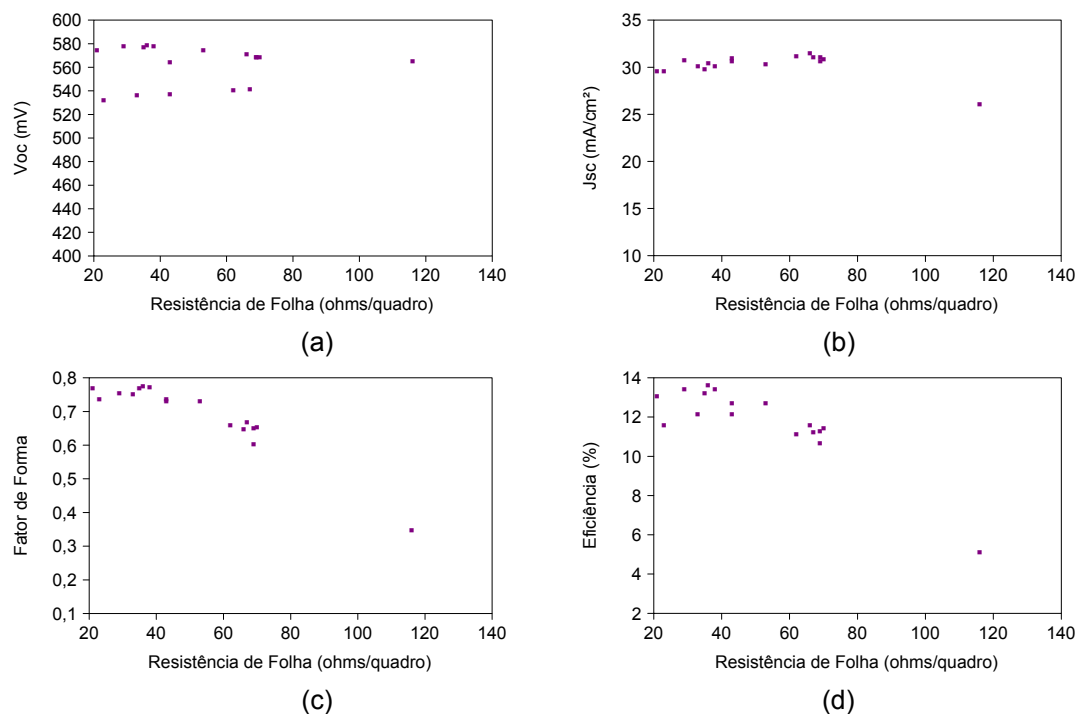 600
580
560
540
520
500
480
460
440
420
400
Voc (mV)
20 40 60 80 100 120 140
Resistência de Folha (ohms/quadro)
(a)
35
30
25
20
15
10
Jsc (mA/cm²)
20 40 60 80 100 120 140
Resistência de Folha (ohms/quadro)
(b)
0,8
0,7
0,6
0,5
0,4
0,3
0,2
0,1
Fator de Forma
20 40 60 80 100 120 140
Resistência de Folha (ohms/quadro)
(c)
14
12
10
8
6
4
2
Eficiência (%)
20 40 60 80 100 120 140
Resistência de Folha (ohms/quadro)
(d)